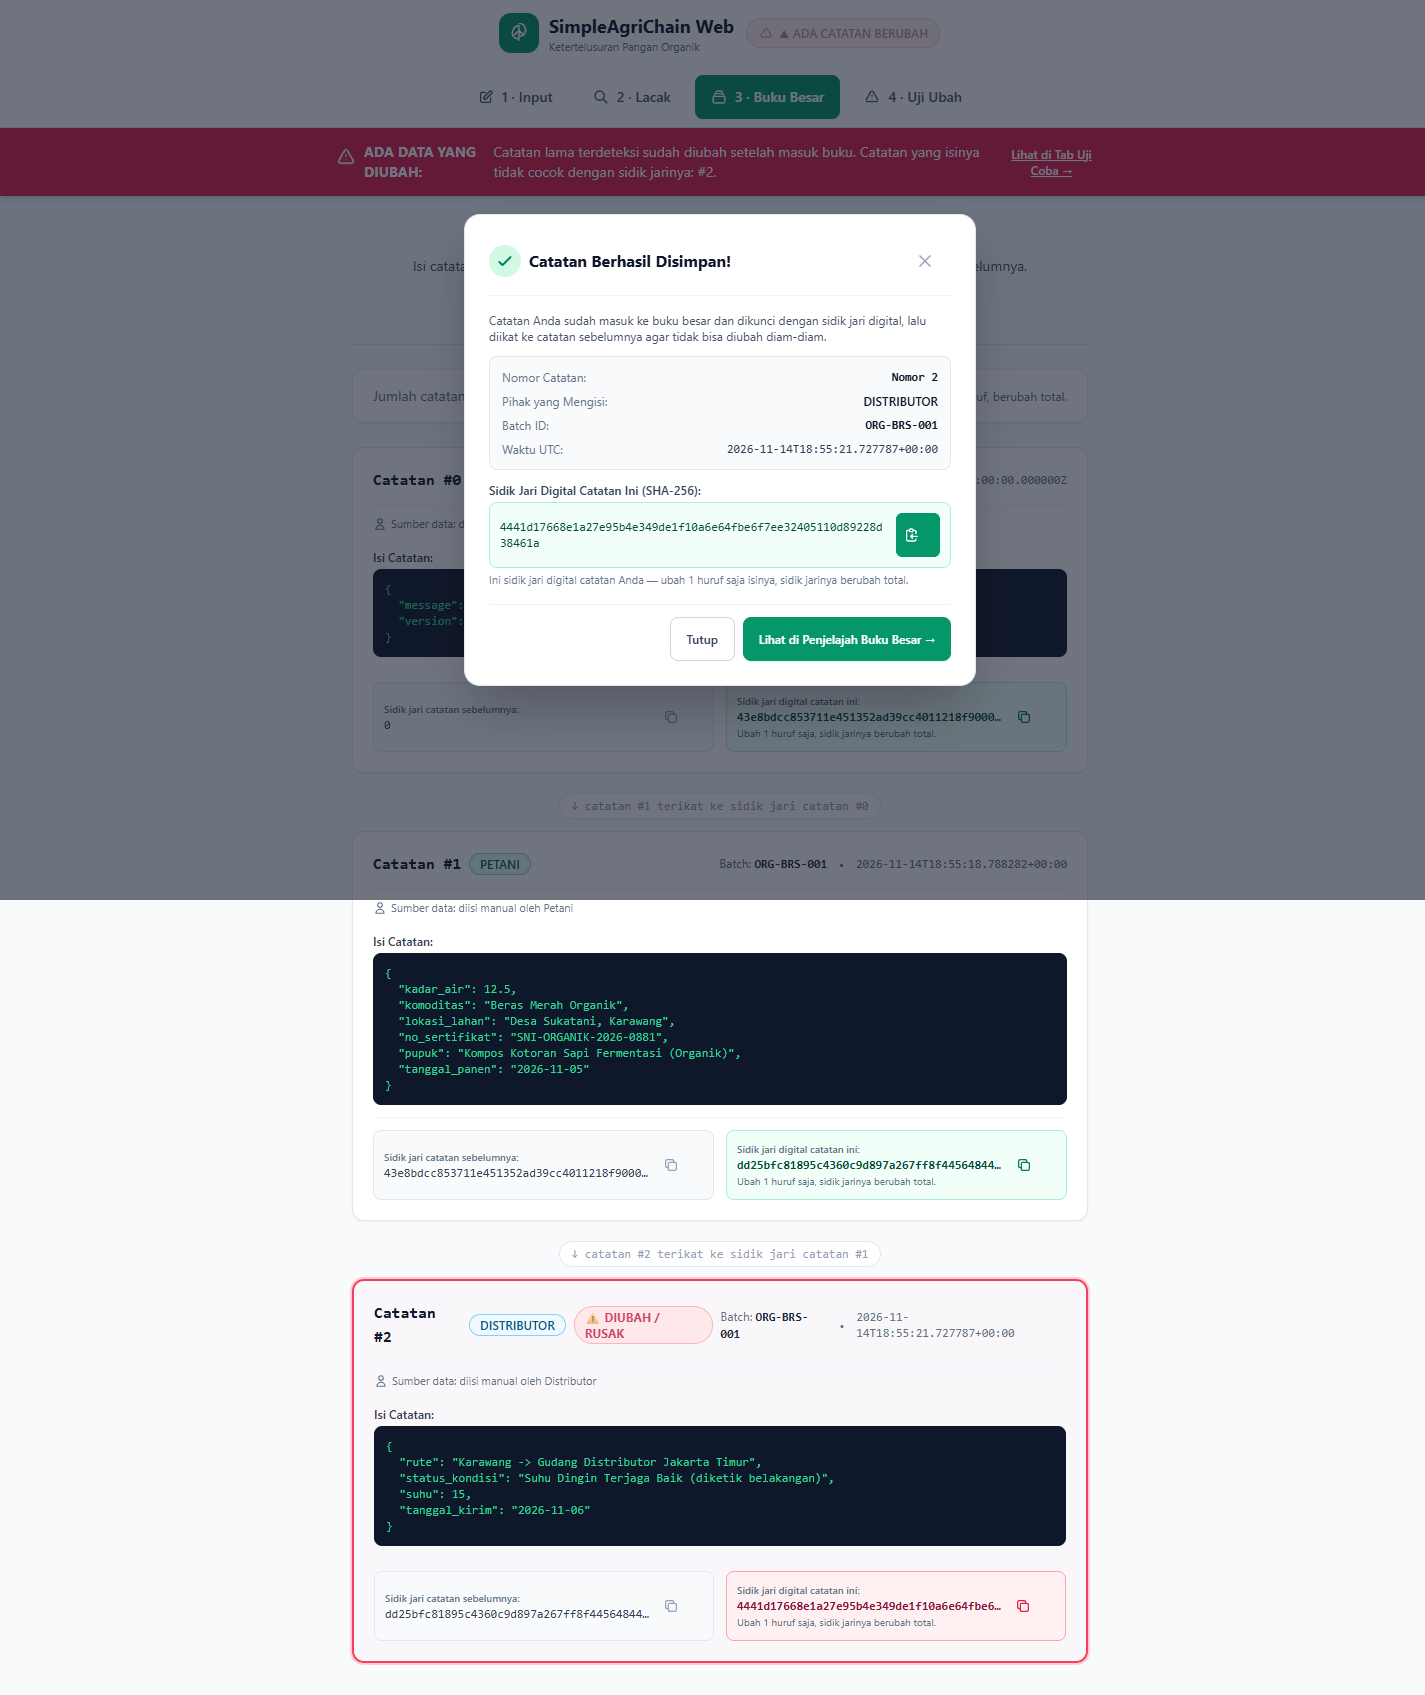 SimpleAgriChain Web
Ketertelusuran Pangan Organik
▲ ADA CATATAN BERUBAH
1 · Input
2 · Lacak
3 · Buku Besar
4 · Uji Ubah
ADA DATA YANG DIUBAH:
Catatan lama terdeteksi sudah diubah setelah masuk buku. Catatan yang isinya
tidak cocok dengan sidik jarinya: #2.
Lihat di Tab Uji
Coba →
Isi catata
elumnya.
Catatan Berhasil Disimpan!
Catatan Anda sudah masuk ke buku besar dan dikunci dengan sidik jari digital, lalu
diikat ke catatan sebelumnya agar tidak bisa diubah diam-diam.
Nomor Catatan: Nomor 2
Pihak yang Mengisi: DISTRIBUTOR
Batch ID: ORG-BRS-001
Waktu UTC: 2026-11-14T18:55:21.727787+00:00
Sidik Jari Digital Catatan Ini (SHA-256):
4441d17668e1a27e95b4e349de1f10a6e64fbe6f7ee32405110d89228d
38461a
Ini sidik jari digital catatan Anda — ubah 1 huruf saja isinya, sidik jarinya berubah total.
Tutup
Lihat di Penjelajah Buku Besar →
Jumlah catatan
uf, berubah total.
Catatan #0
:00:00.000000Z
Sumber data: d
Isi Catatan:
{
"message":
"version":
}
Sidik jari catatan sebelumnya:
0
Sidik jari digital catatan ini:
43e8bdcc853711e451352ad39cc4011218f9000…
Ubah 1 huruf saja, sidik jarinya berubah total.
↓ catatan #1 terikat ke sidik jari catatan #0
Catatan #1 PETANI Batch: ORG-BRS-001 • 2026-11-14T18:55:18.788282+00:00
Sumber data: diisi manual oleh Petani
Isi Catatan:
{
"kadar_air": 12.5,
"komoditas": "Beras Merah Organik",
"lokasi_lahan": "Desa Sukatani, Karawang",
"no_sertifikat": "SNI-ORGANIK-2026-0881",
"pupuk": "Kompos Kotoran Sapi Fermentasi (Organik)",
"tanggal_panen": "2026-11-05"
}
Sidik jari catatan sebelumnya:
43e8bdcc853711e451352ad39cc4011218f9000…
Sidik jari digital catatan ini:
dd25bfc81895c4360c9d897a267ff8f44564844…
Ubah 1 huruf saja, sidik jarinya berubah total.
↓ catatan #2 terikat ke sidik jari catatan #1
Catatan
#2
DISTRIBUTOR
⚠️ DIUBAH /
RUSAK
Batch: ORG-BRS-
001
•
2026-11-
14T18:55:21.727787+00:00
Sumber data: diisi manual oleh Distributor
Isi Catatan:
{
"rute": "Karawang -> Gudang Distributor Jakarta Timur",
"status_kondisi": "Suhu Dingin Terjaga Baik (diketik belakangan)",
"suhu": 15,
"tanggal_kirim": "2026-11-06"
}
Sidik jari catatan sebelumnya:
dd25bfc81895c4360c9d897a267ff8f44564844…
Sidik jari digital catatan ini:
4441d17668e1a27e95b4e349de1f10a6e64fbe6…
Ubah 1 huruf saja, sidik jarinya berubah total.